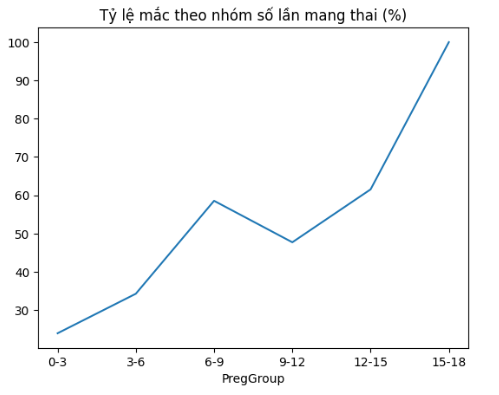 Tỷ lệ mắc theo nhóm số lần mang thai (%)
100
90
80
70
60
50
40
30
0-3 3-6 6-9 9-12 12-15 15-18
PregGroup